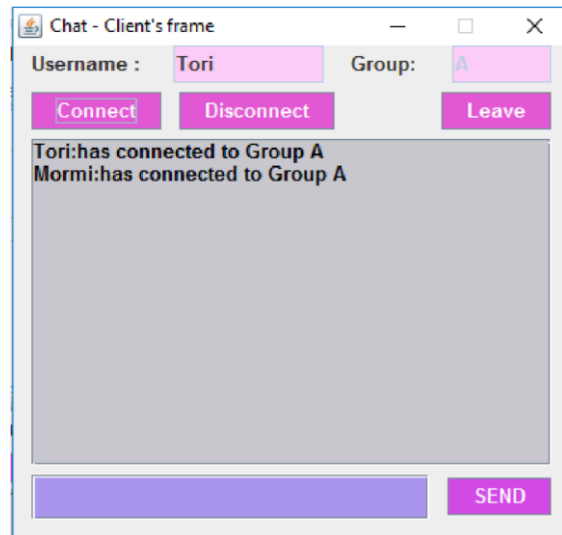 Chat - Client's frame
Username : Tori Group: A
Connect Disconnect Leave
Tori:has connected to Group A
Mormi:has connected to Group A
SEND